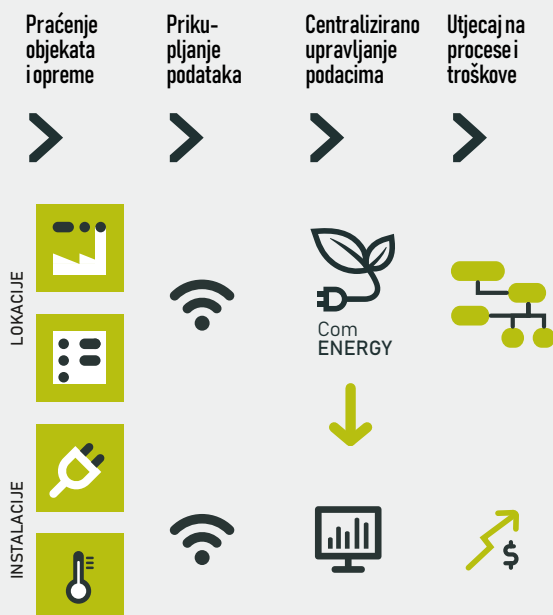 Praćenje
objekata
i opreme
Priku-
pljanje
podataka
Centralizirano
upravljanje
podacima
Utjecaj na
procese i
troškove
LOKACIJE
Com
ENERGY
INSTALACIJE
$